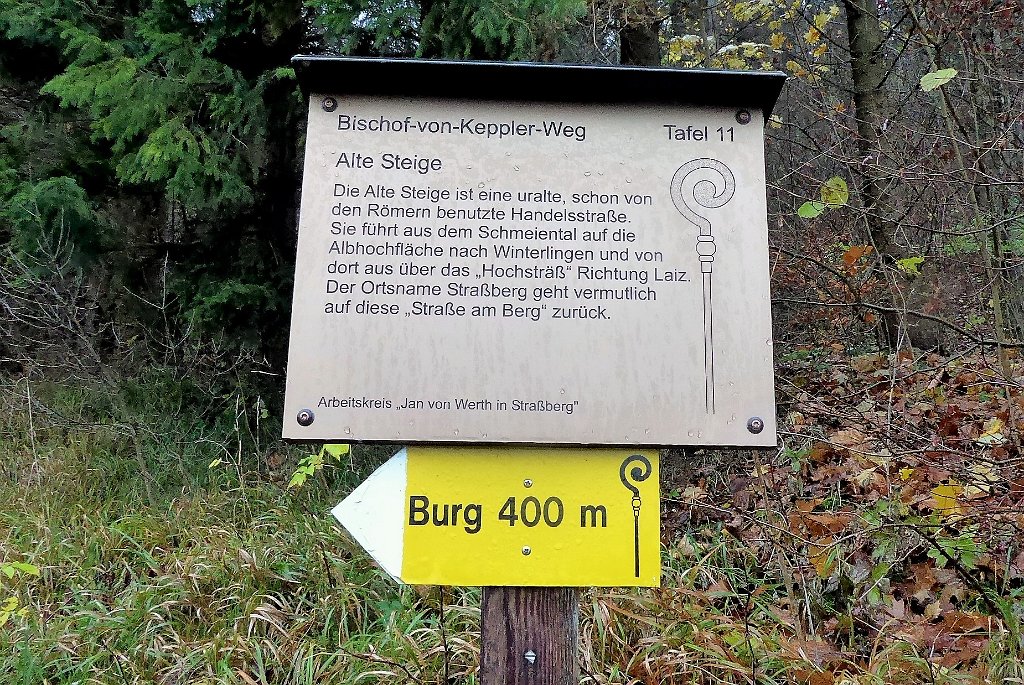 Bischof-von-Keppler-Weg Tafel 11
Alte Steige
Die Alte Steige ist eine uralte, schon von
den Römern benutzte Handelsstraße.
Sie führt aus dem Schmeiental auf die
Albhochfläche nach Winterlingen und von
dort aus über das „Hochsträß“ Richtung Laiz.
Der Ortsname Straßberg geht vermutlich
auf diese „Straße am Berg“ zurück.
Arbeitskreis „Jan von Werth in Straßberg"
Burg 400 m